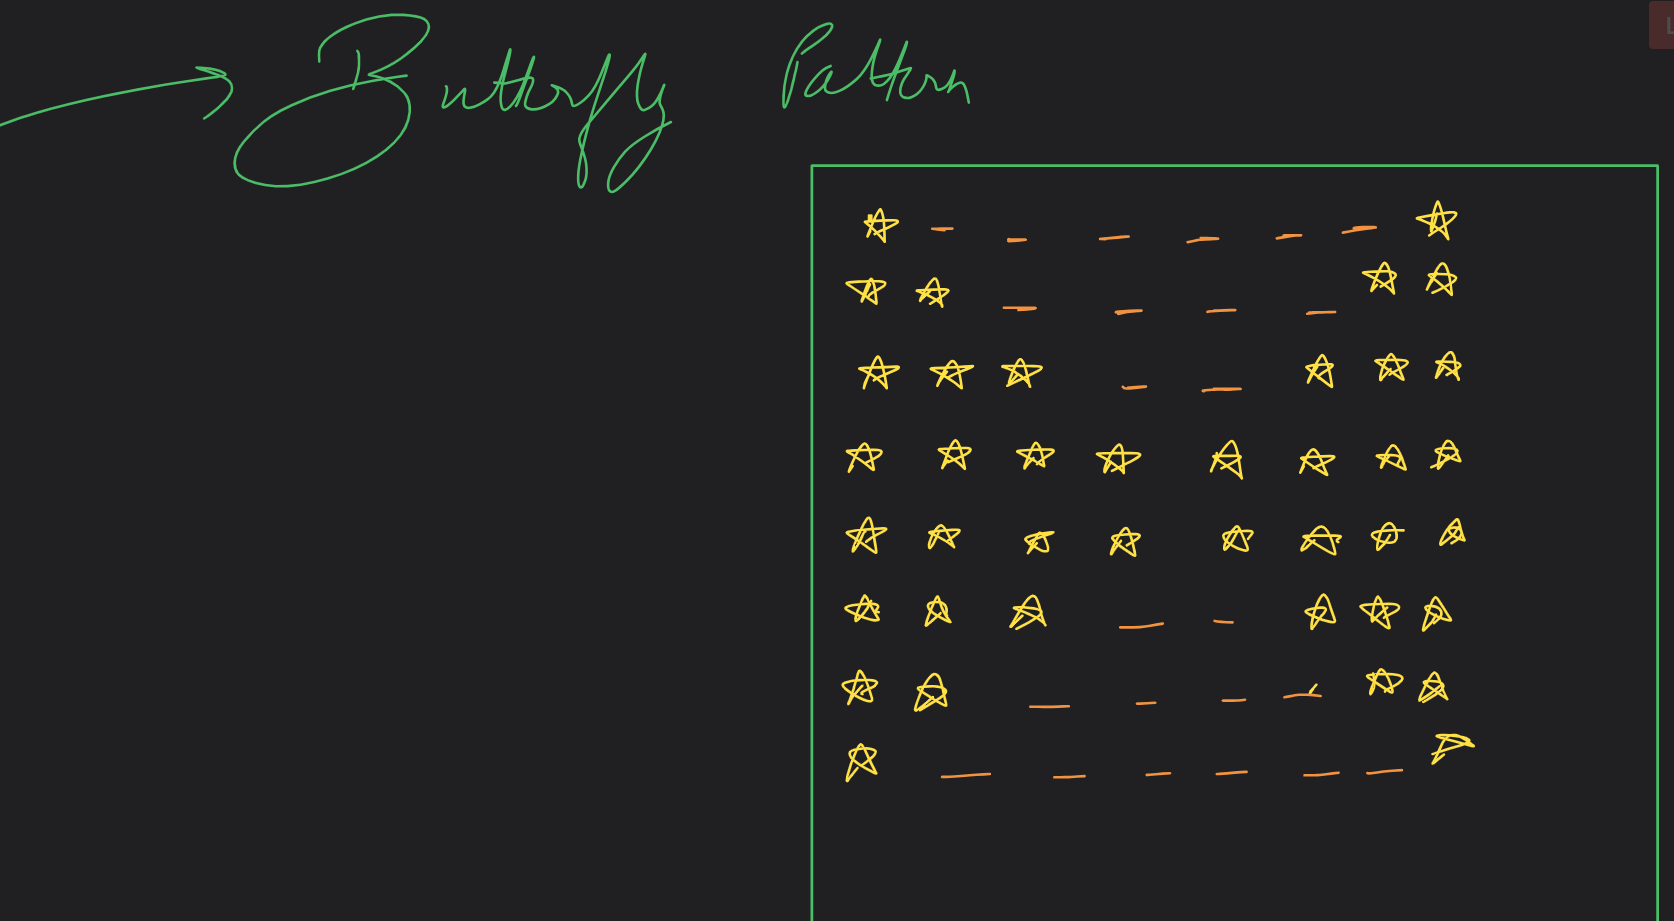 Butterfly Pattern
☆ _ _ _ _ _ _ ☆
☆ ☆ _ _ _ _ ☆ ☆
☆ ☆ ☆ _ _ ☆ ☆ ☆
☆ ☆ ☆ ☆ ☆ ☆ ☆ ☆
☆ ☆ ☆ ☆ ☆ ☆ ☆ ☆
☆ ☆ ☆ _ _ ☆ ☆ ☆
☆ ☆ _ _ _ _ ☆ ☆
☆ _ _ _ _ _ _ ☆